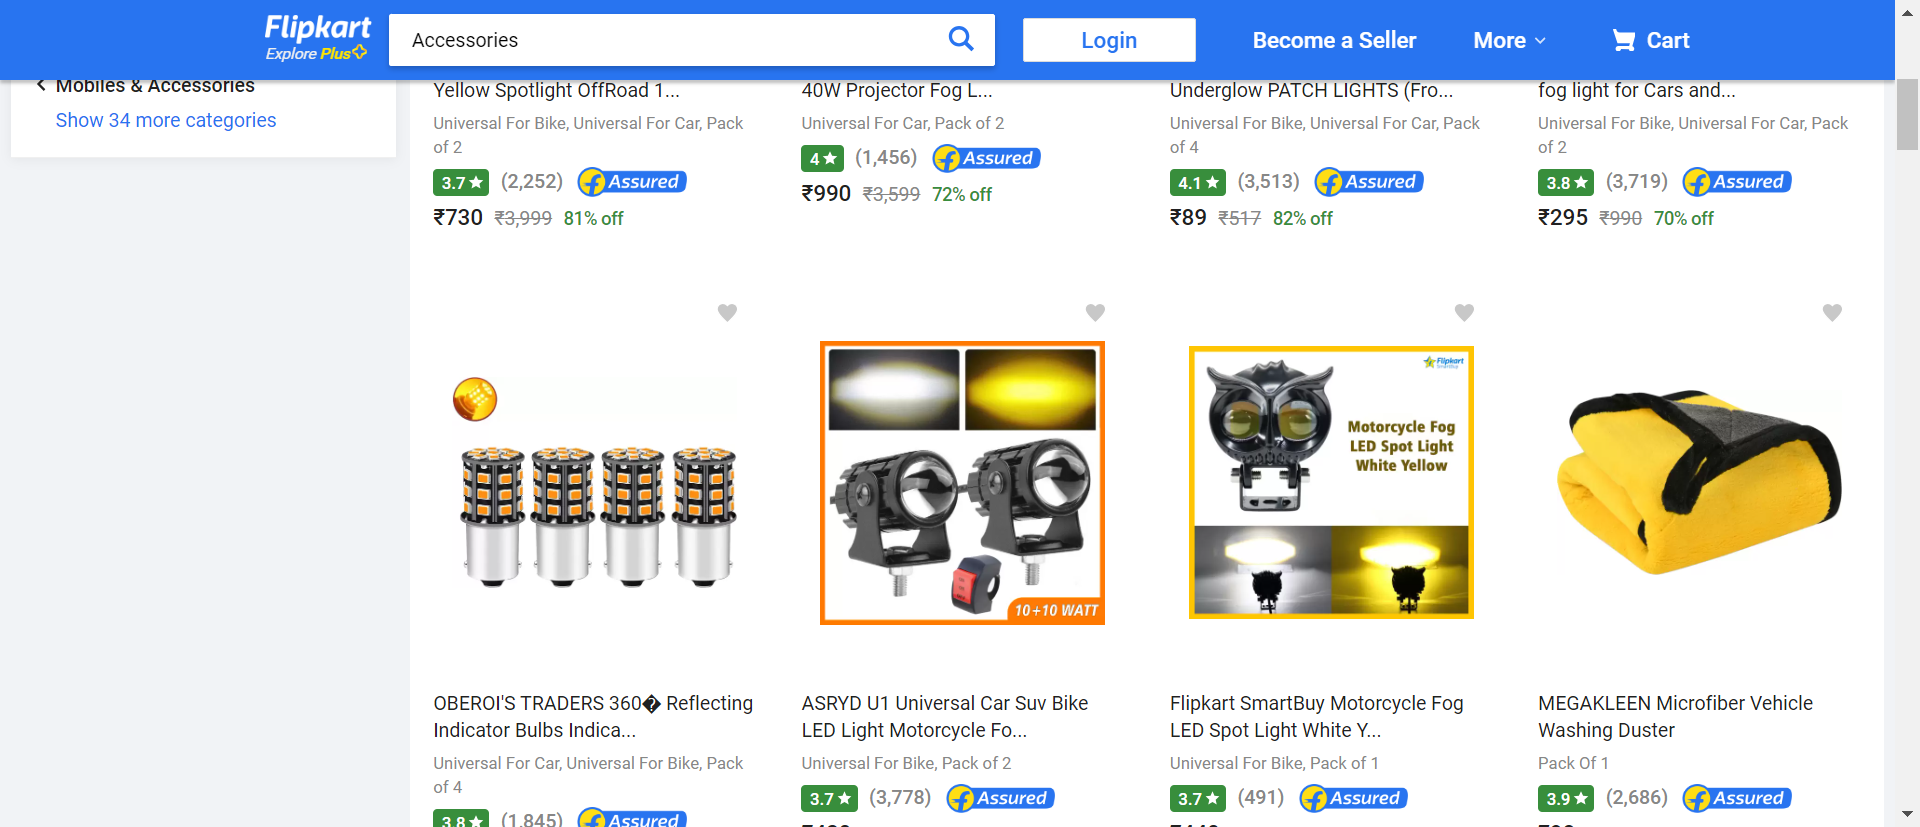 Flipkart
Explore Plus
Accessories
Login
Become a Seller
More
Cart
Mobiles & Accessories
Show 34 more categories
Yellow Spotlight OffRoad 1...
Universal For Bike, Universal For Car, Pack
of 2
3.7 (2,252) Assured
₹730 ₹3,999 81% off
40W Projector Fog L...
Universal For Car, Pack of 2
4 (1,456) Assured
₹990 ₹3,599 72% off
Underglow PATCH LIGHTS (Fro...
Universal For Bike, Universal For Car, Pack
of 4
4.1 (3,513) Assured
₹89 ₹517 82% off
fog light for Cars and...
Universal For Bike, Universal For Car, Pack
of 2
3.8 (3,719) Assured
₹295 ₹990 70% off
10+10 WATT
Flipkart
Motorcycle Fog
LED Spot Light
White Yellow
OBEROI'S TRADERS 360� Reflecting
Indicator Bulbs Indica...
Universal For Car, Universal For Bike, Pack
of 4
3.8 (1,845) Assured
ASRYD U1 Universal Car Suv Bike
LED Light Motorcycle Fo...
Universal For Bike, Pack of 2
3.7 (3,778) Assured
Flipkart SmartBuy Motorcycle Fog
LED Spot Light White Y...
Universal For Bike, Pack of 1
3.7 (491) Assured
MEGAKLEEN Microfiber Vehicle
Washing Duster
Pack Of 1
3.9 (2,686) Assured